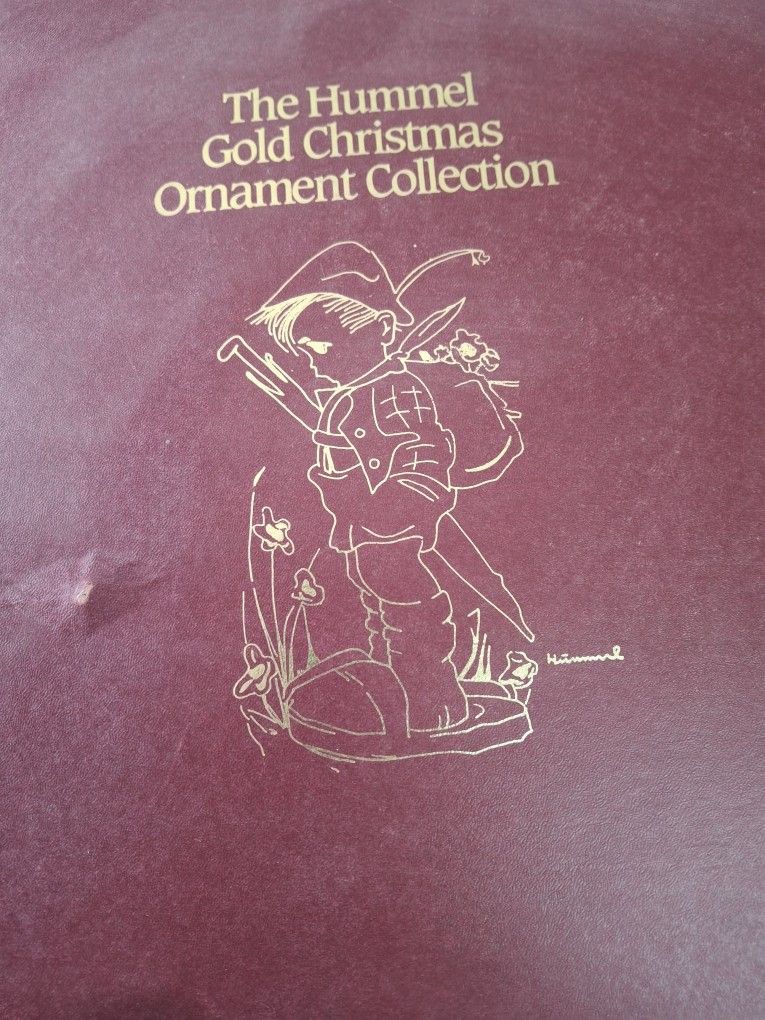 The Hummel
Gold Christmas
Ornament Collection
Hummel